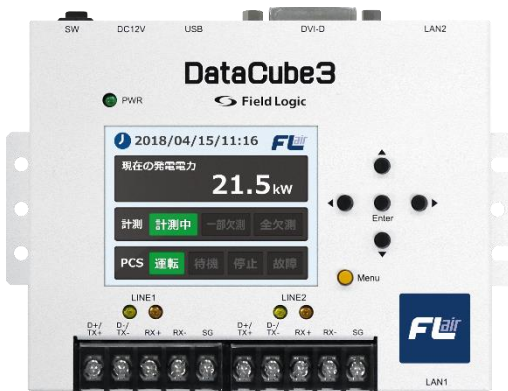 SW DC12V USB DVI-D LAN2
DataCube3
PWR
Field Logic
2018/04/15/11:16 FLair
現在の発電電力
21.5kW
計測 計測中 一部欠測 全欠測
PCS 運転 待機 停止 故障
Enter
Menu
LINE1 LINE2
D+/TX+ D-/TX- RX+ RX- SG D+/TX+ D-/TX- RX+ RX- SG
FLair
LAN1